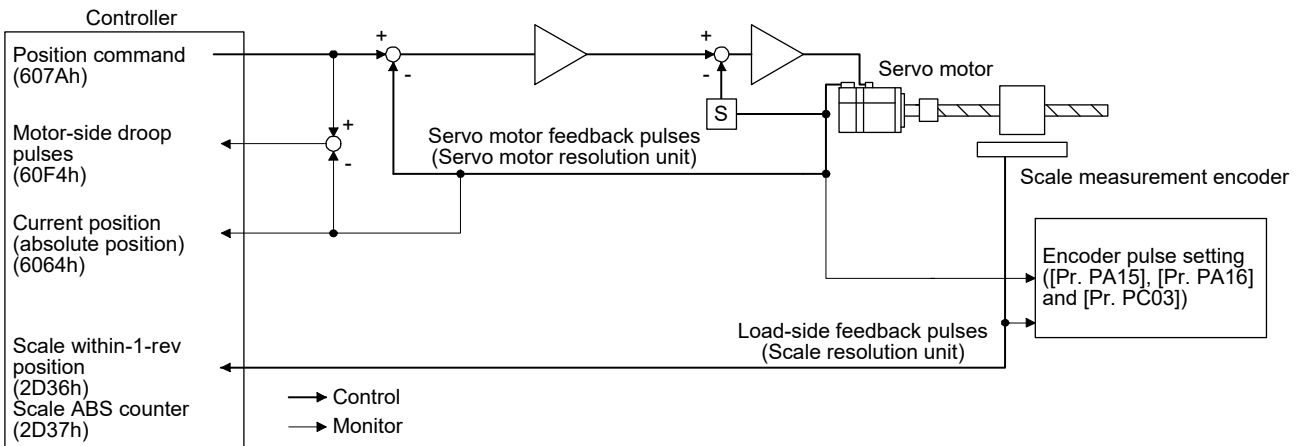 Controller
Position command
(607Ah)
+
-
+
-
S
Servo motor
Motor-side droop
pulses
(60F4h)
+
-
Servo motor feedback pulses
(Servo motor resolution unit)
Scale measurement encoder
Current position
(absolute position)
(6064h)
Encoder pulse setting
([Pr. PA15], [Pr. PA16]
and [Pr. PC03])
Load-side feedback pulses
(Scale resolution unit)
Scale within-1-rev
position
(2D36h)
Scale ABS counter
(2D37h)
Control
Monitor